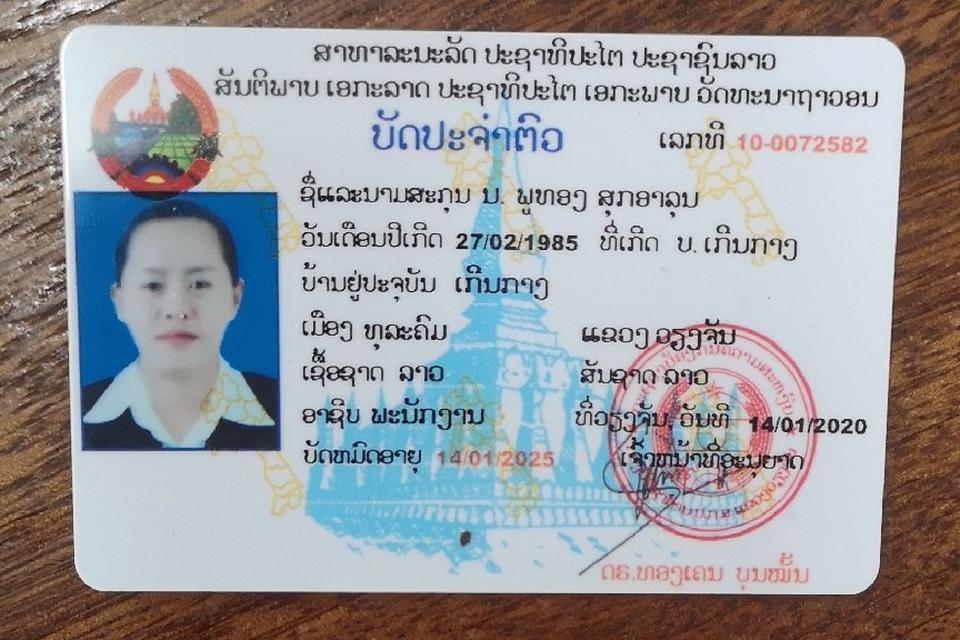 ສາທາລະນະລັດ ປະຊາທິປະໄຕ ປະຊາຊົນລາວ
ສັນຕິພາບ ເອກະລາດ ປະຊາທິປະໄຕ ເອກະພາບ ວັດທະນາຖາວອນ
ບັດປະຈຳຕົວ ເລກທີ 10-0072582
ຊື່ແລະນາມສະກຸນ ນ. ພູທອງ ສຸກອາລຸນ
ວັນເດືອນປີເກີດ 27/02/1985 ທີ່ເກີດ ບ. ເກີນກາງ
ບ້ານຢູ່ປະຈຸບັນ ເກີນກາງ
ເມືອງ ທຸລະຄົມ ແຂວງ ວຽງຈັນ
ເຊື້ອຊາດ ລາວ ສັນຊາດ ລາວ
ອາຊິບ ພະນັກງານ ທີ່ວຽງຈັນ, ວັນທີ 14/01/2020
ບັດຫມົດອາຍຸ 14/01/2025 ເຈົ້າຫນ້າທີ່ອະນຸຍາດ
ດຣ.ທອງເຄນ ບຸນໝັ້ນ